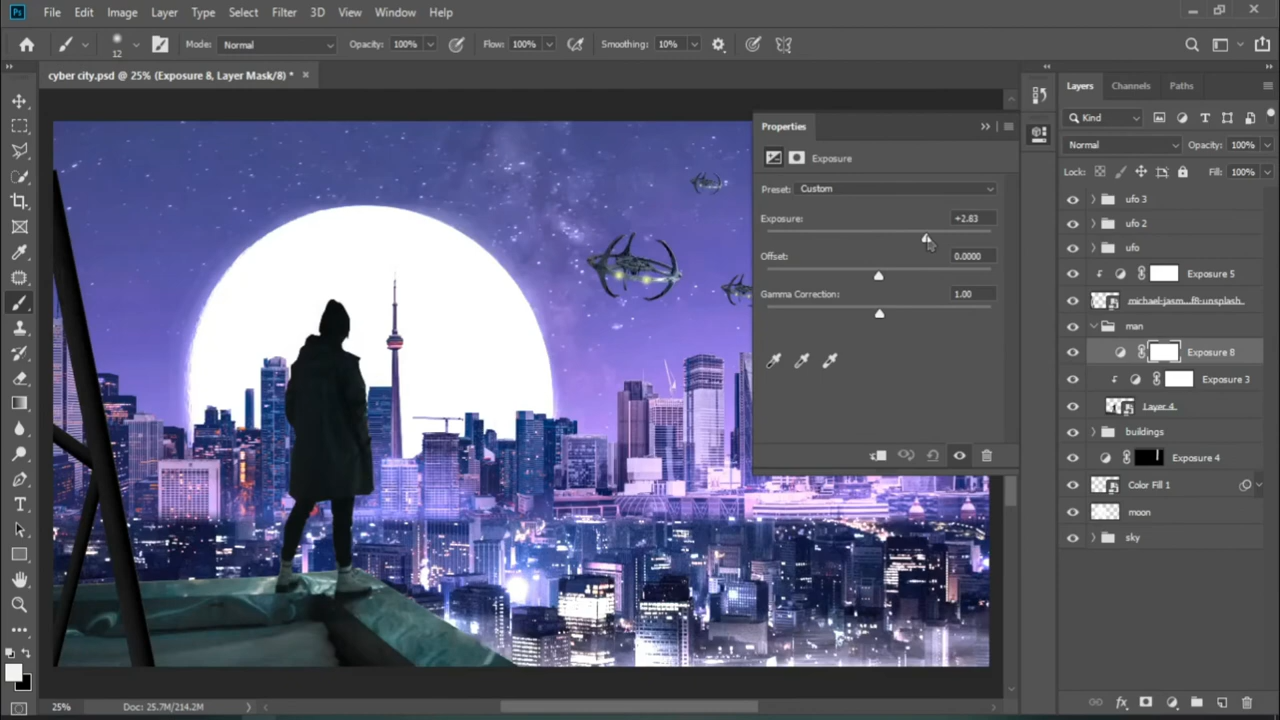 Ps File Edit Image Layer Type Select Filter 3D View Window Help
12 Mode: Normal Opacity: 100% Flow: 100% Smoothing: 10%
cyber city.psd @ 25% (Exposure 8, Layer Mask/8) *
Properties
Exposure
Preset: Custom
Exposure: +2.83
Offset: 0.0000
Gamma Correction: 1.00
Layers Channels Paths
Kind
Normal Opacity: 100%
Lock: Fill: 100%
ufo 3
ufo 2
ufo
Exposure 5
michael-jasm...f8-unsplash
man
Exposure 8
Exposure 3
Layer 4
buildings
Exposure 4
Color Fill 1
moon
sky
25% Doc: 25.7M/214.2M